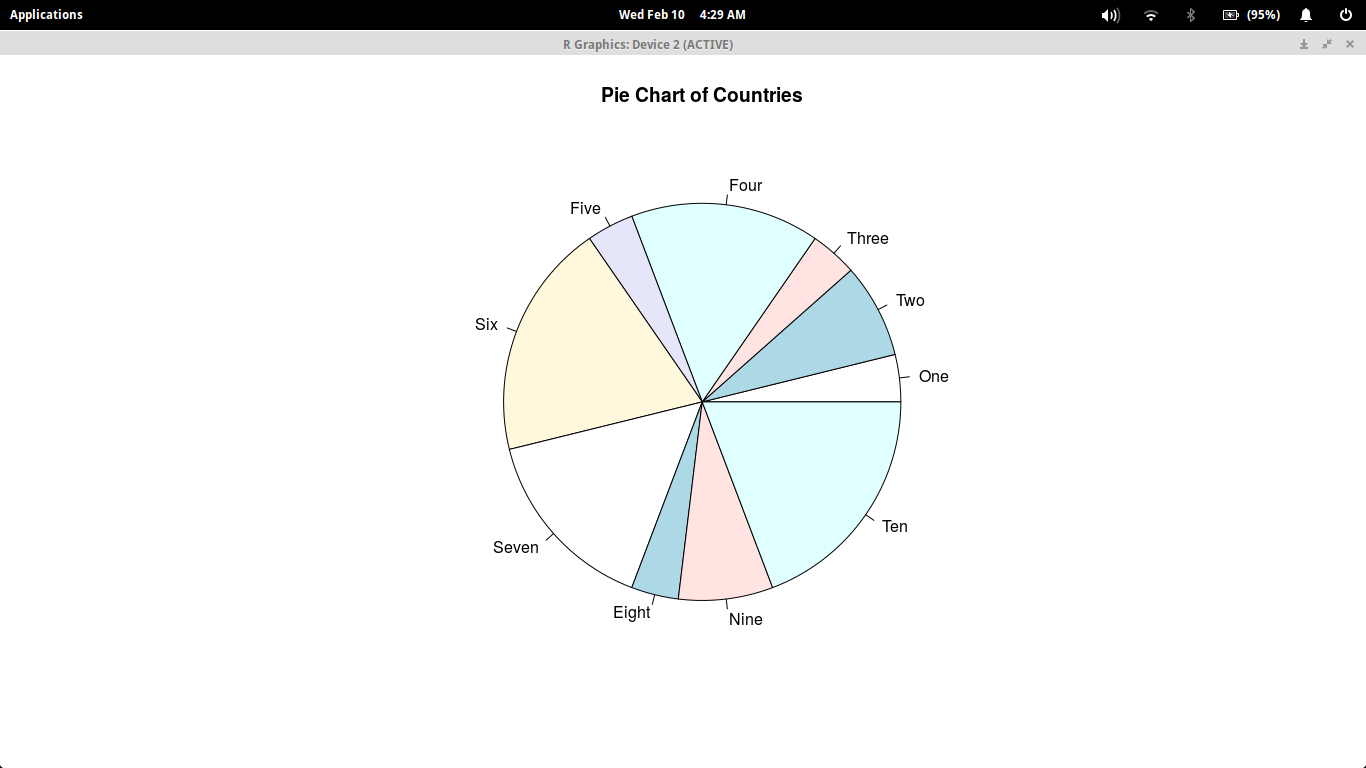 Applications
Wed Feb 10 4:29 AM
(95%)
R Graphics: Device 2 (ACTIVE)
Pie Chart of Countries
Four
Five
Three
Two
Six
One
Ten
Seven
Eight
Nine